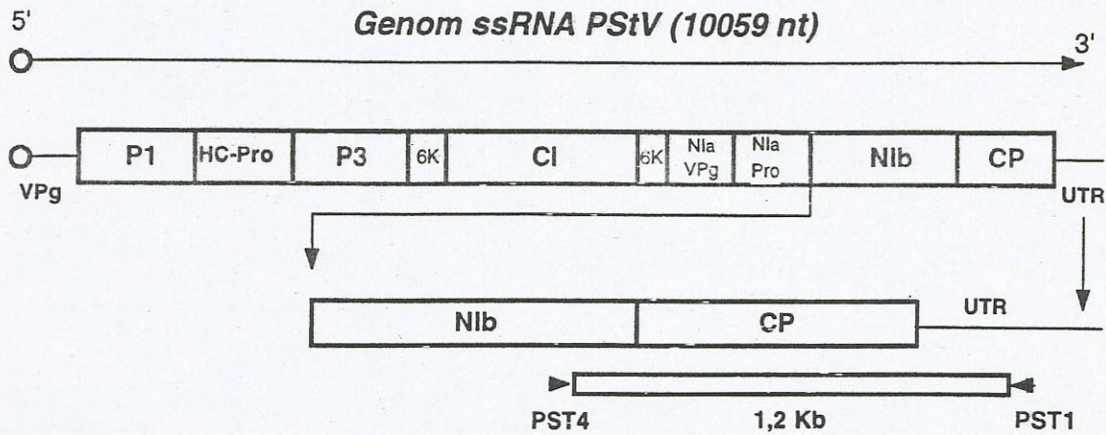 5'
Genom ssRNA PStV (10059 nt)
3'
P1 HC-Pro P3 6K CI 6K NIa VPg NIa Pro NIb CP
VPg
UTR
NIb CP UTR
PST4 1,2 Kb PST1